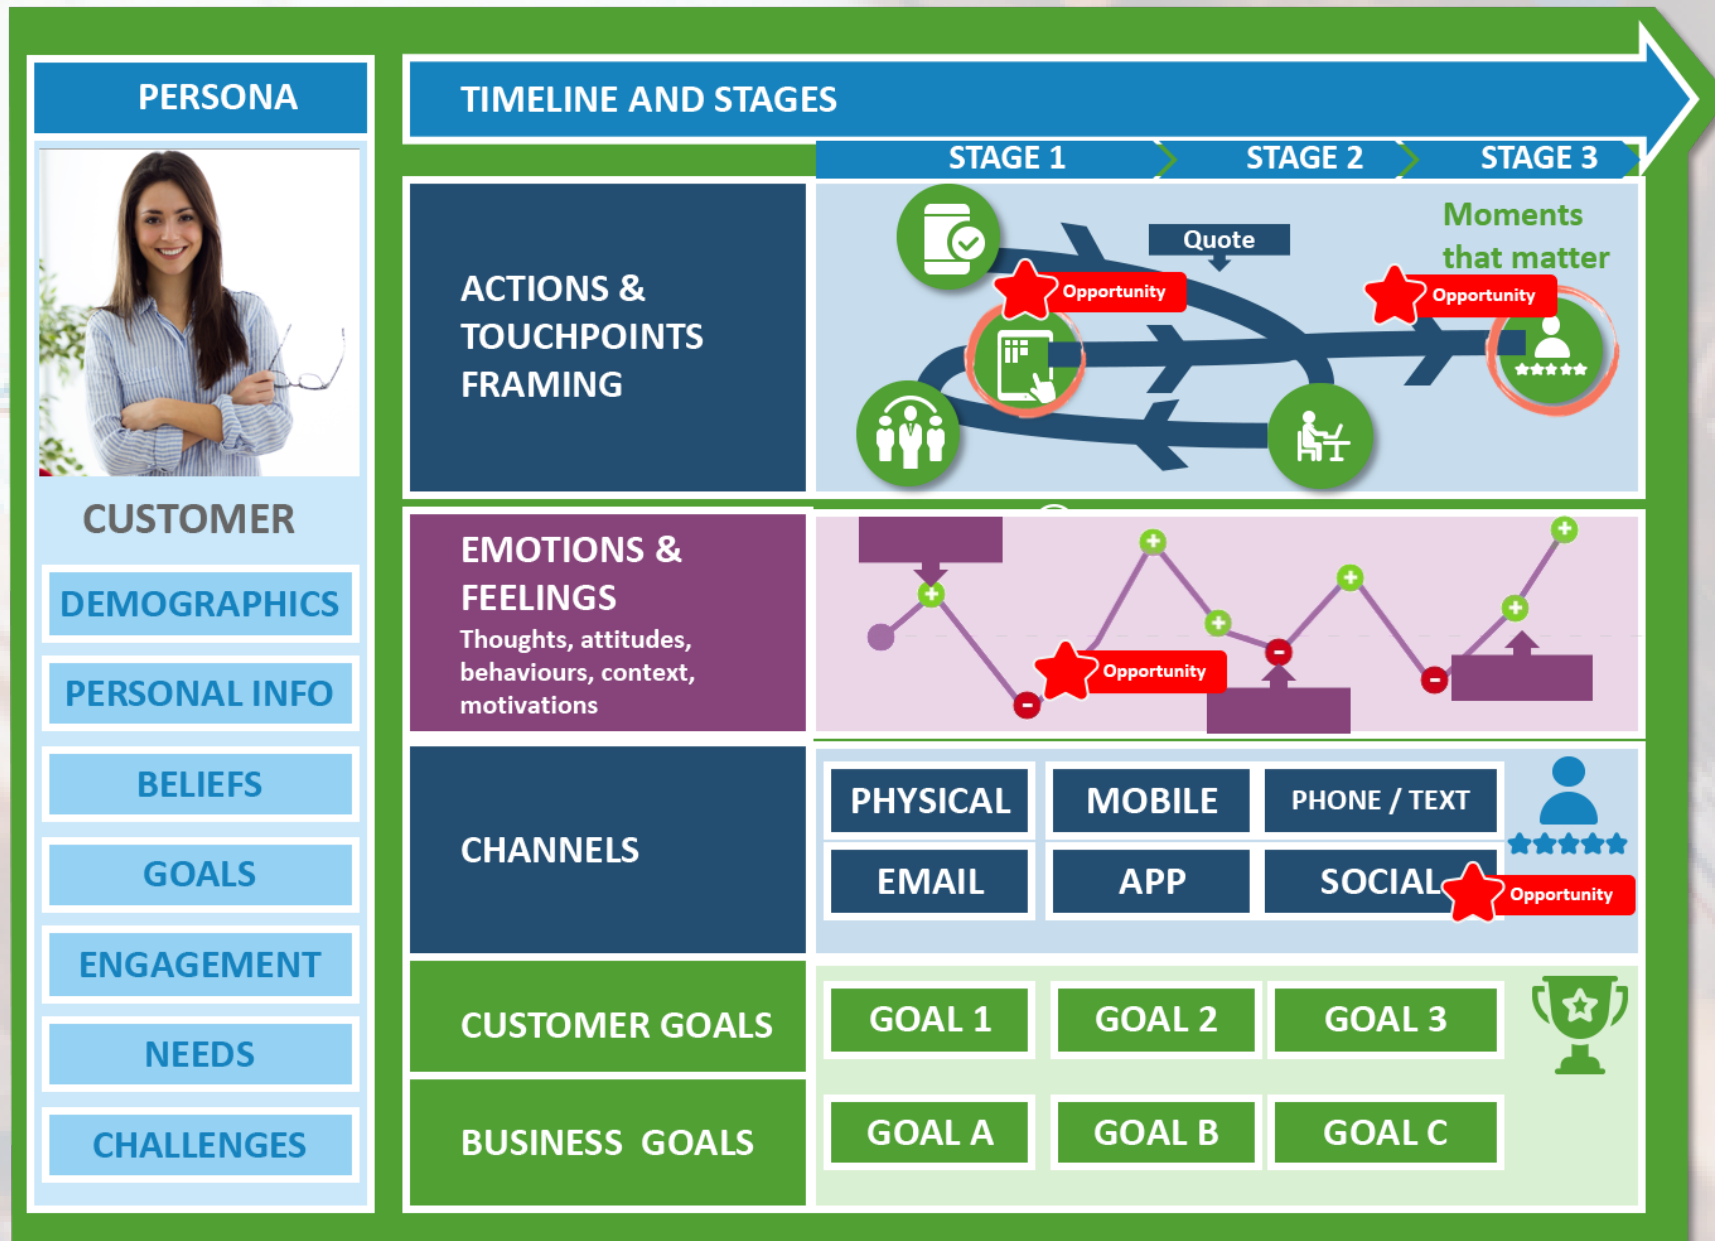 PERSONA
CUSTOMER
DEMOGRAPHICS
PERSONAL INFO
BELIEFS
GOALS
ENGAGEMENT
NEEDS
CHALLENGES
TIMELINE AND STAGES
STAGE 1
STAGE 2
STAGE 3
ACTIONS &
TOUCHPOINTS
FRAMING
Quote
Moments
that matter
Opportunity
Opportunity
EMOTIONS &
FEELINGS
Thoughts, attitudes,
behaviours, context,
motivations
Opportunity
CHANNELS
PHYSICAL
MOBILE
PHONE / TEXT
EMAIL
APP
SOCIAL
Opportunity
CUSTOMER GOALS
GOAL 1
GOAL 2
GOAL 3
BUSINESS  GOALS
GOAL A
GOAL B
GOAL C